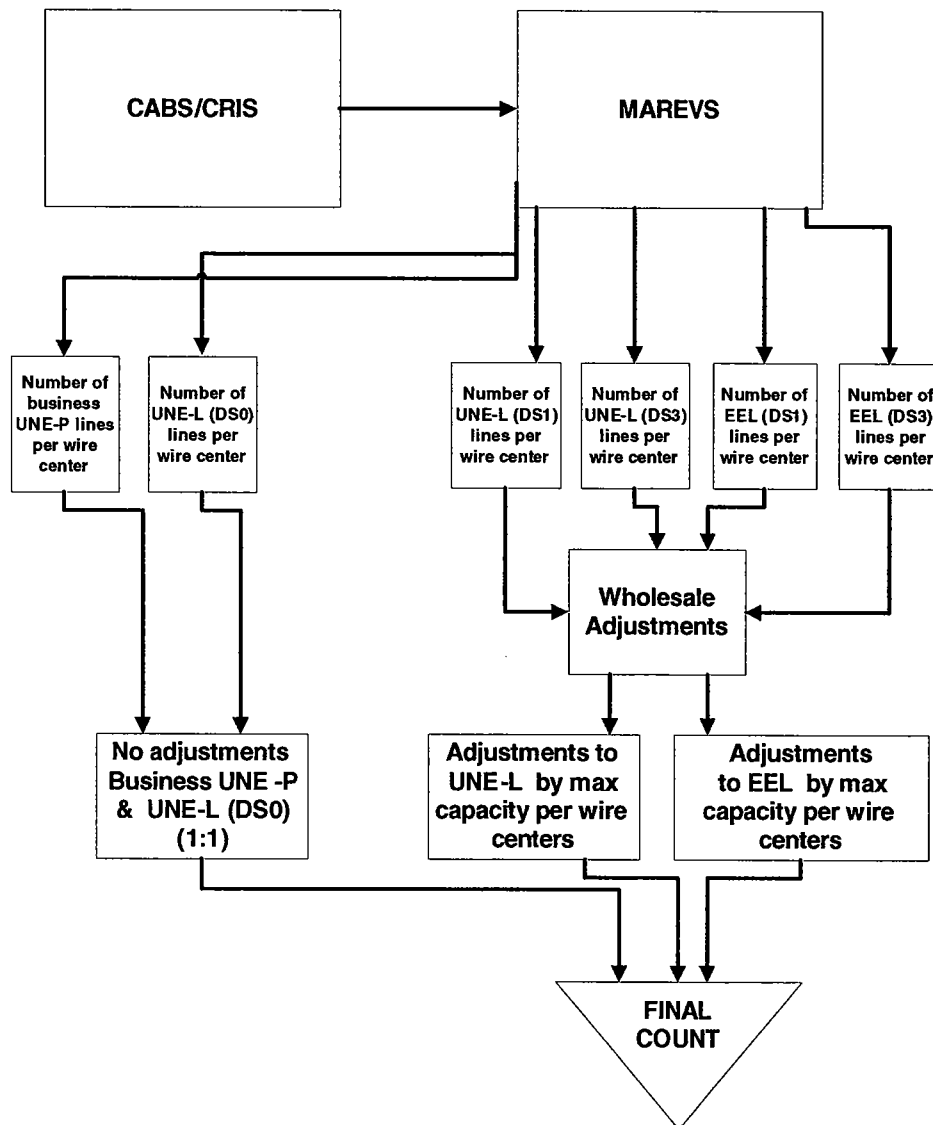 CABS/CRIS
MAREVS
Number of
business
UNE-P lines
per wire
center
Number of
UNE-L (DS0)
lines per
wire center
Number of
UNE-L (DS1)
lines per
wire center
Number of
UNE-L (DS3)
lines per
wire center
Number of
EEL (DS1)
lines per
wire center
Number of
EEL (DS3)
lines per
wire center
Wholesale
Adjustments
No adjustments
Business UNE -P
& UNE-L (DS0)
(1:1)
Adjustments to
UNE-L by max
capacity per wire
centers
Adjustments
to EEL by max
capacity per wire
centers
FINAL
COUNT